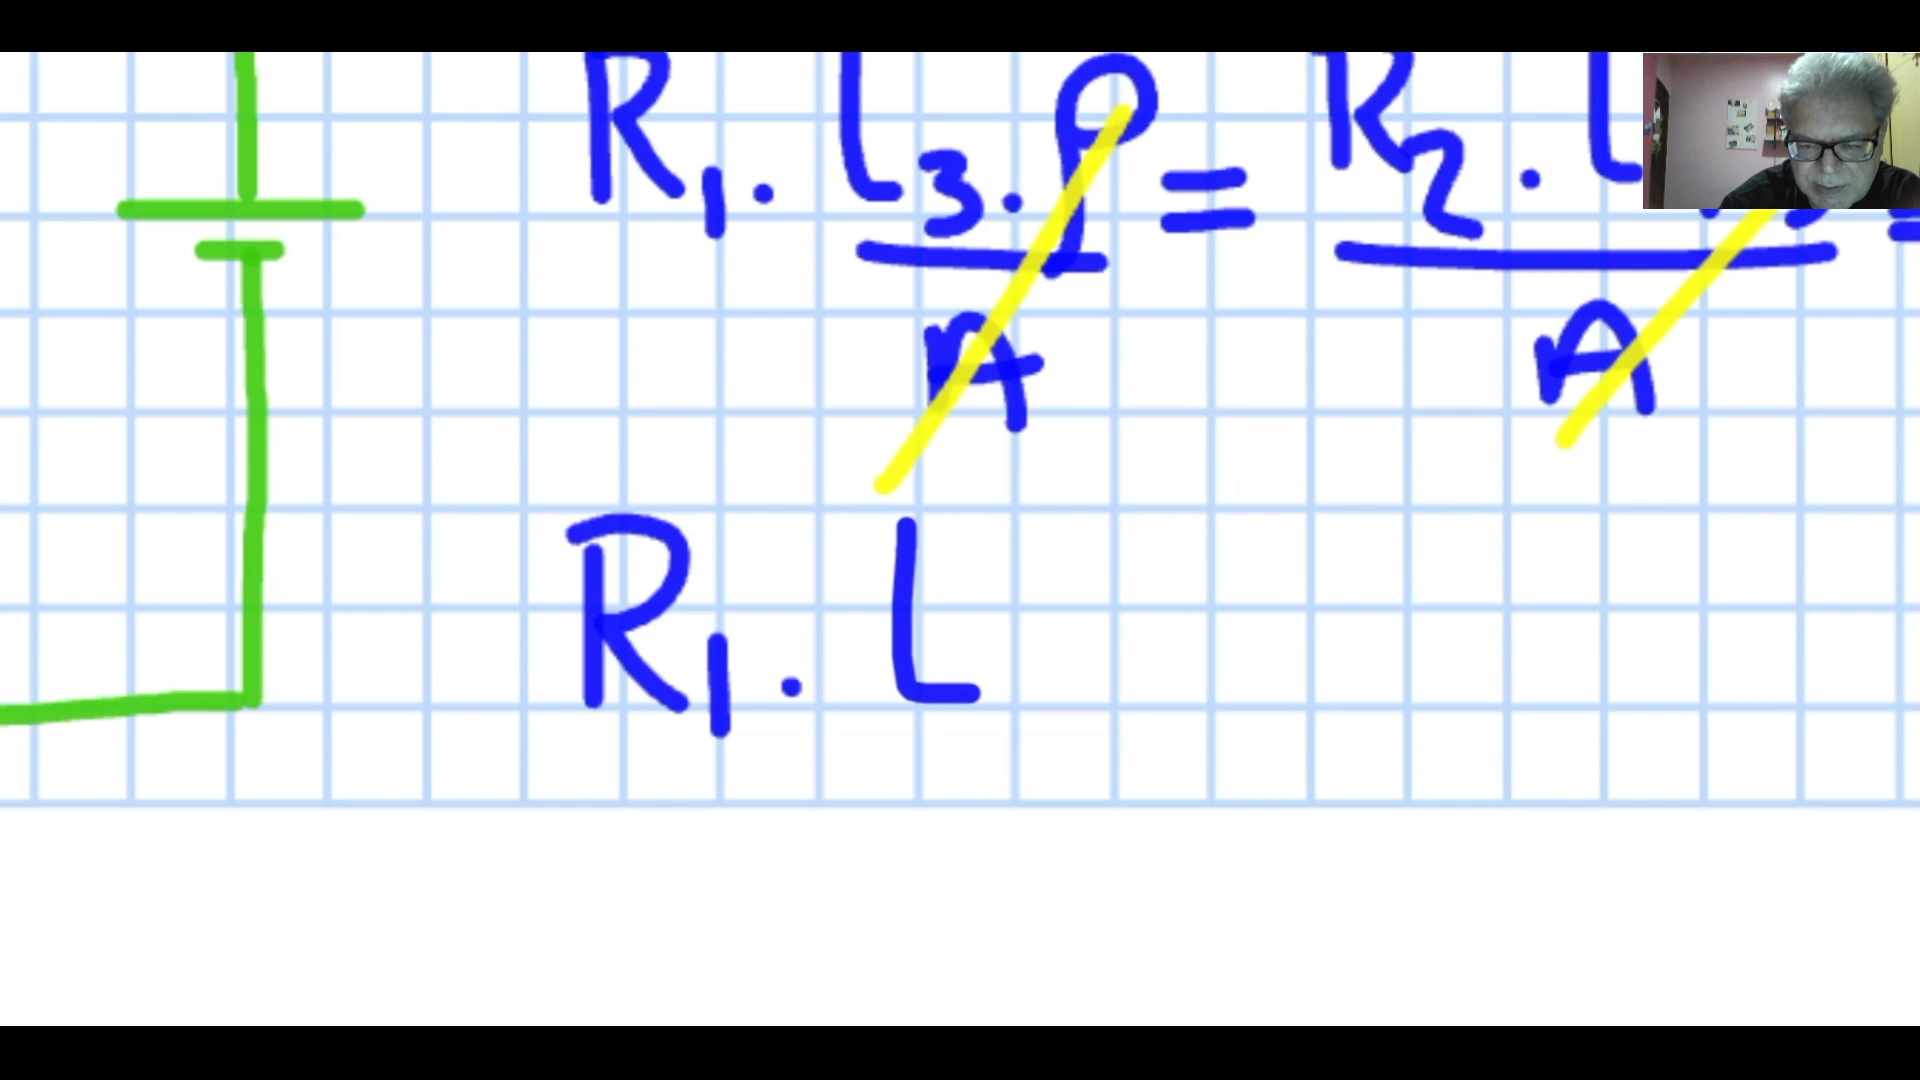 R₁ . L₃ . ρ = R₂ . L
A A
R₁ . L